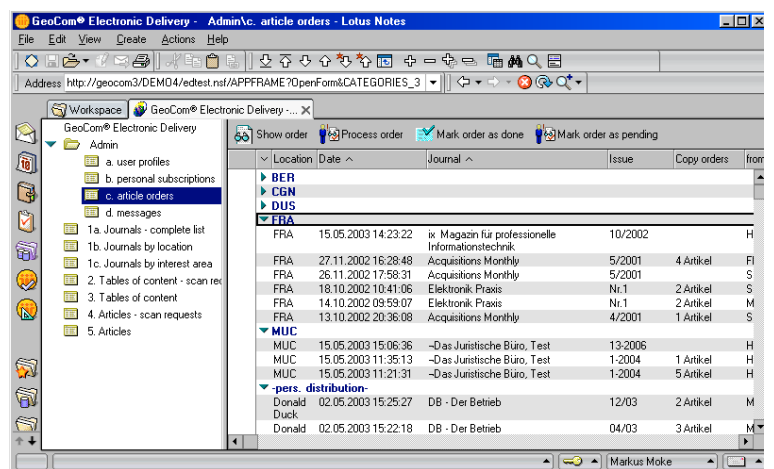 GeoCom® Electronic Delivery - Admin\c. article orders - Lotus Notes
File Edit View Create Actions Help
Address http://geocom3/DEMO4/edtest.nsf/APPFRAME?OpenForm&CATEGORIES_3
Workspace GeoCom® Electronic Delivery -...
GeoCom® Electronic Delivery
Admin
a. user profiles
b. personal subscriptions
c. article orders
d. messages
1a. Journals - complete list
1b. Journals by location
1c. Journals by interest area
2. Tables of content - scan req
3. Tables of content
4. Articles - scan requests
5. Articles
Show order Process order Mark order as done Mark order as pending
Location Date Journal Issue Copy orders from
BER
CGN
DUS
FRA
FRA 15.05.2003 14:23:22 ix Magazin für professionelle Informationstechnik 10/2002 H
FRA 27.11.2002 16:28:48 Acquisitions Monthly 5/2001 4 Artikel Fl
FRA 26.11.2002 17:58:31 Acquisitions Monthly 5/2001 S
FRA 18.10.2002 10:41:06 Elektronik Praxis Nr.1 2 Artikel S
FRA 14.10.2002 09:59:07 Elektronik Praxis Nr.1 2 Artikel M
FRA 13.10.2002 20:36:08 Acquisitions Monthly 4/2001 1 Artikel S
MUC
MUC 15.05.2003 15:06:36 ~Das Juristische Büro, Test 13-2006 H
MUC 15.05.2003 11:35:13 ~Das Juristische Büro, Test 1-2004 1 Artikel H
MUC 15.05.2003 11:21:31 ~Das Juristische Büro, Test 1-2004 5 Artikel H
-pers. distribution-
Donald Duck 02.05.2003 15:25:27 DB - Der Betrieb 12/03 2 Artikel M
Donald 02.05.2003 15:22:18 DB - Der Betrieb 04/03 3 Artikel M
Markus Moke